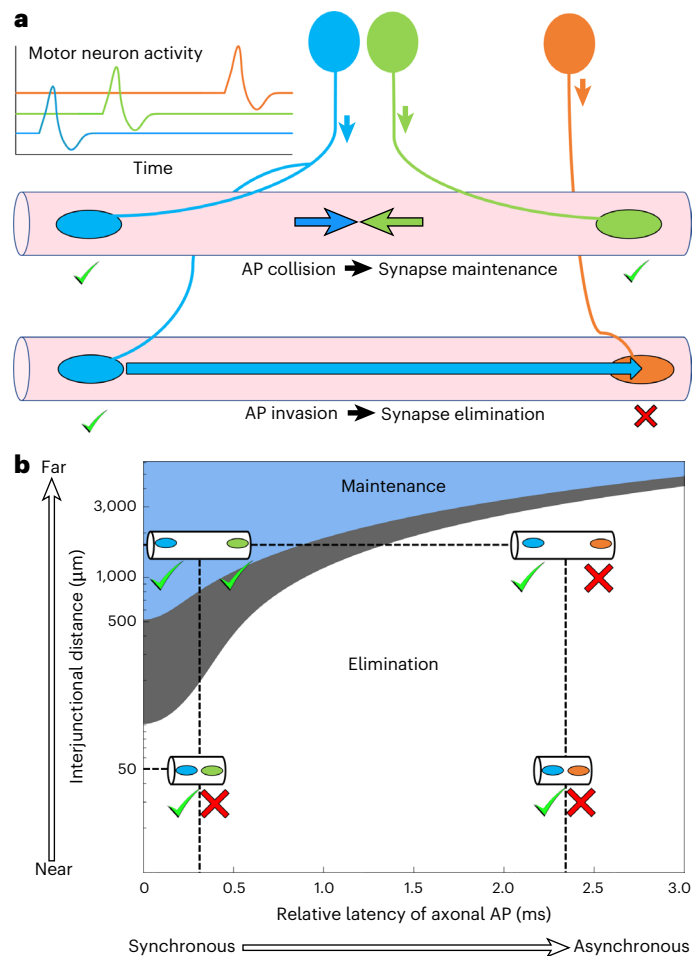 a
Motor neuron activity
Time
AP collision Synapse maintenance
AP invasion Synapse elimination
b
Far
Near
Interjunctional distance (μm)
3,000
1,000
500
50
Maintenance
Elimination
0 0.5 1.0 1.5 2.0 2.5 3.0
Relative latency of axonal AP (ms)
Synchronous Asynchronous